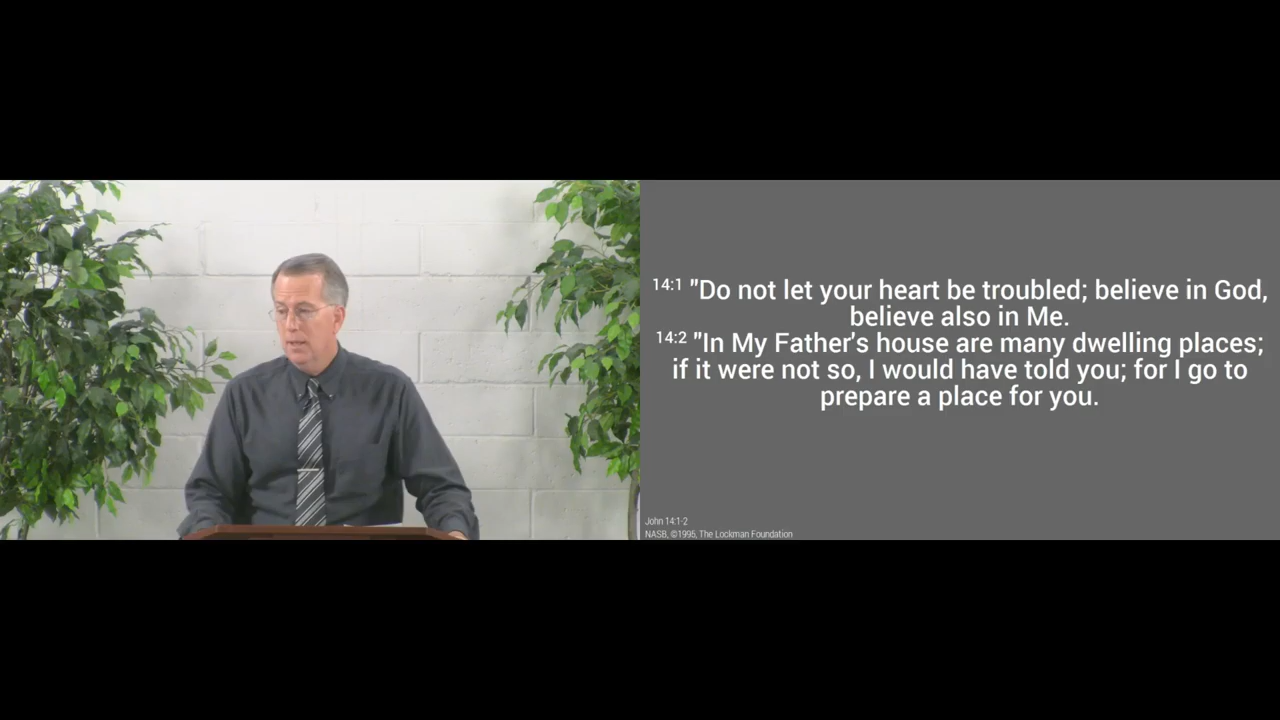 14:1 "Do not let your heart be troubled; believe in God,
believe also in Me.
14:2 "In My Father's house are many dwelling places;
if it were not so, I would have told you; for I go to
prepare a place for you.
John 14:1-2
NASB, ©1995, The Lockman Foundation